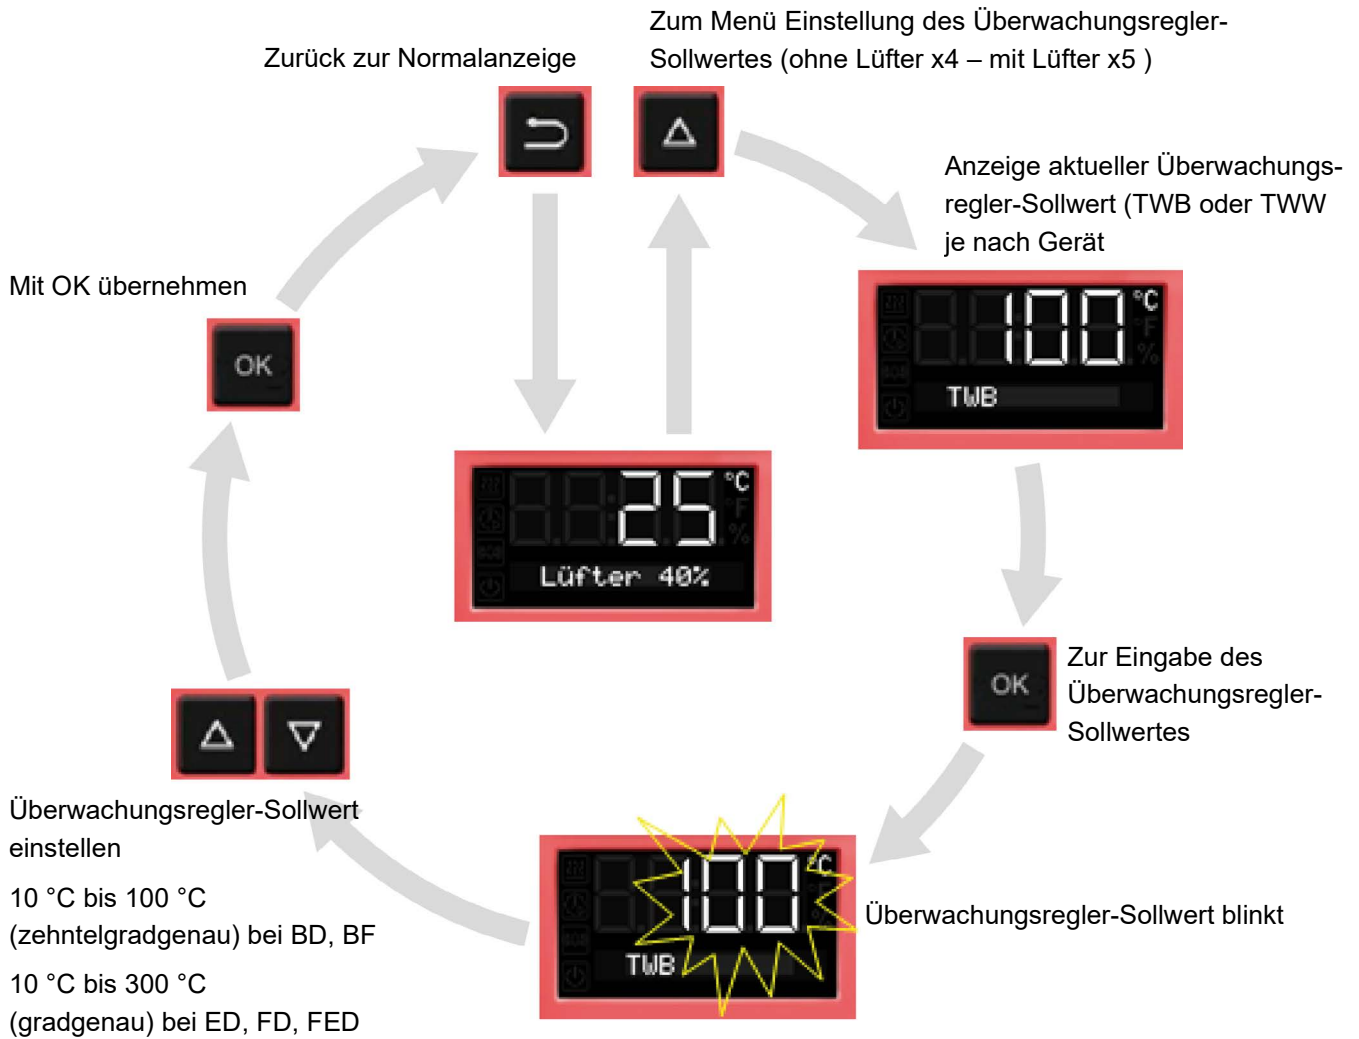 Zum Menü Einstellung des Überwachungsregler-
Sollwertes (ohne Lüfter x4 – mit Lüfter x5 )
Zurück zur Normalanzeige
Anzeige aktueller Überwachungs-
regler-Sollwert (TWB oder TWW
je nach Gerät
100 °C
°F
%
TWB
Mit OK übernehmen
OK
25 °C
°F
%
Lüfter 40%
OK
Zur Eingabe des
Überwachungsregler-
Sollwertes
Überwachungsregler-Sollwert
einstellen
10 °C bis 100 °C
(zehntelgradgenau) bei BD, BF
10 °C bis 300 °C
(gradgenau) bei ED, FD, FED
100 °C
TWB
Überwachungsregler-Sollwert blinkt